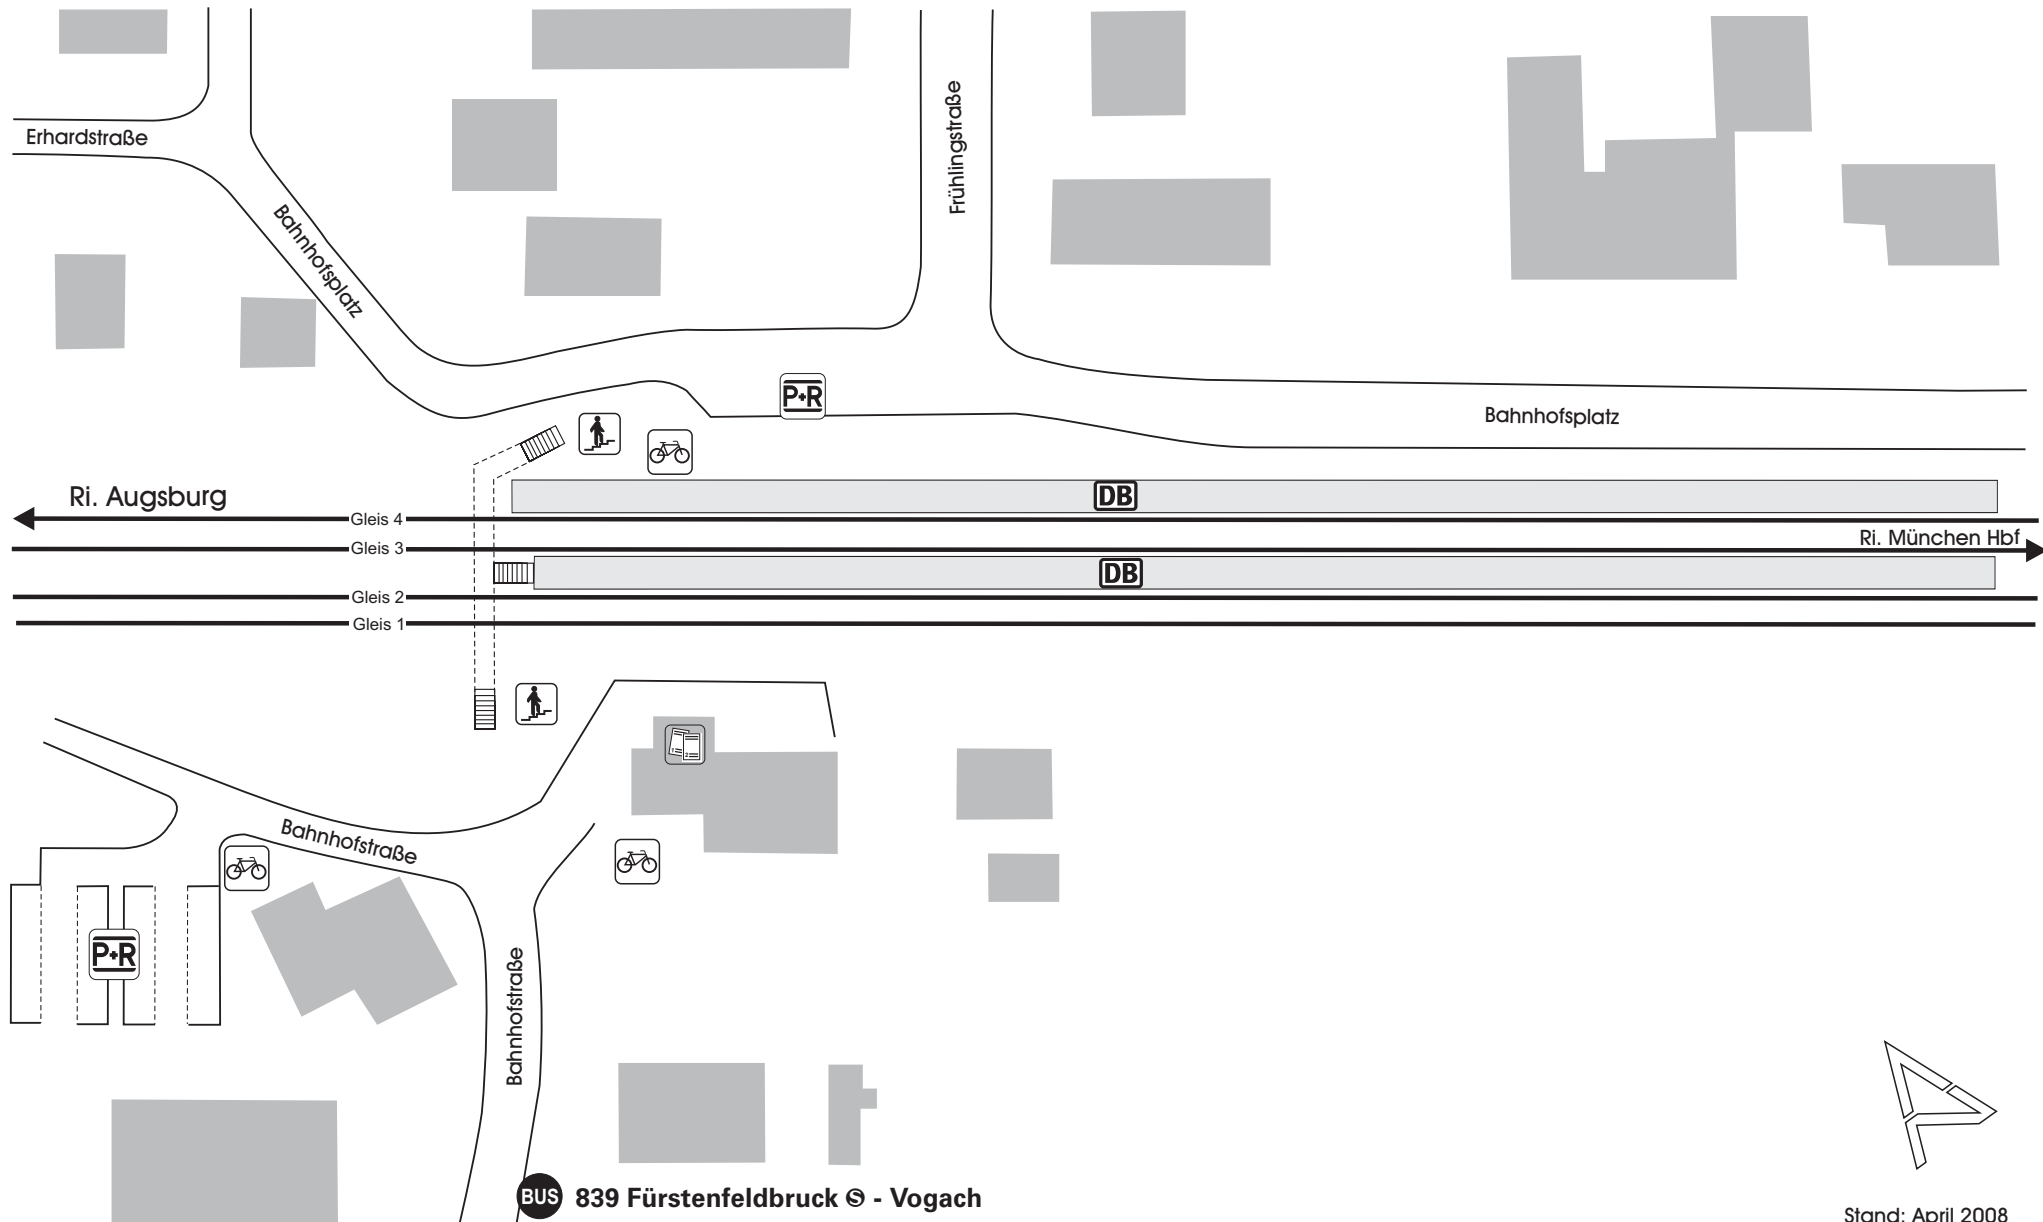 Erhardstraße
Bahnhofsplatz
Frühlingstraße
P+R
Bahnhofsplatz
Ri. Augsburg
DB
Gleis 4
Gleis 3
Ri. München Hbf
DB
Gleis 2
Gleis 1
Bahnhofstraße
P+R
Bahnhofstraße
BUS 839 Fürstenfeldbruck S - Vogach
Stand: April 2008